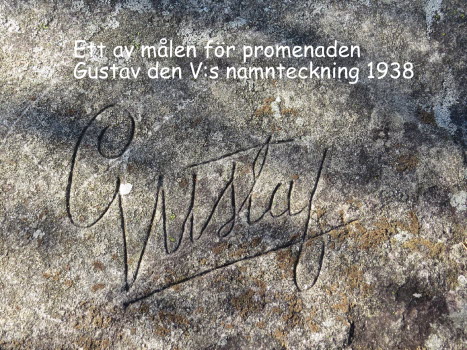 Ett av målen för promenaden
Gustav den V:s namnteckning 1938
Gustaf